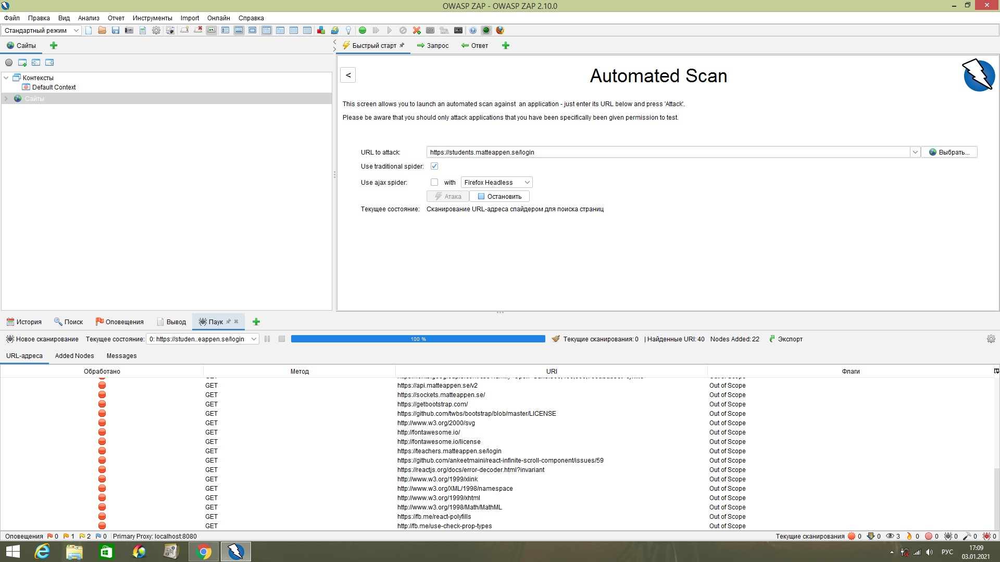 OWASP ZAP - OWASP ZAP 2.10.0
Файл Правка Вид Анализ Отчет Инструменты Import Онлайн Справка
Стандартный режим
Сайты
Быстрый старт Запрос Ответ
Контексты
Default Context
Сайты
<
Automated Scan
This screen allows you to launch an automated scan against an application - just enter its URL below and press 'Attack'.
Please be aware that you should only attack applications that you have been specifically been given permission to test.
URL to attack: https://students.matteappen.se/login Выбрать...
Use traditional spider:
Use ajax spider: with Firefox Headless
Атака Остановить
Текущее состояние: Сканирование URL-адреса спайдером для поиска страниц
История Поиск Оповещения Вывод Паук
Новое сканирование Текущее состояние: 0: https://studen..eappen.se/login 100 % Текущие сканирования: 0 | Найденные URI: 40 Nodes Added: 22 Экспорт
URL-адреса Added Nodes Messages
Обработано Метод URI Флаги
GET https://api.matteappen.se/v2 Out of Scope
GET https://sockets.matteappen.se/ Out of Scope
GET https://getbootstrap.com/ Out of Scope
GET https://github.com/twbs/bootstrap/blob/master/LICENSE Out of Scope
GET http://www.w3.org/2000/svg Out of Scope
GET http://fontawesome.io/ Out of Scope
GET http://fontawesome.io/license Out of Scope
GET https://teachers.matteappen.se/login Out of Scope
GET https://github.com/ankeetmaini/react-infinite-scroll-component/issues/59 Out of Scope
GET https://reactjs.org/docs/error-decoder.html?invariant Out of Scope
GET http://www.w3.org/1999/xlink Out of Scope
GET http://www.w3.org/XML/1998/namespace Out of Scope
GET http://www.w3.org/1999/xhtml Out of Scope
GET http://www.w3.org/1998/Math/MathML Out of Scope
GET https://fb.me/react-polyfills Out of Scope
GET http://fb.me/use-check-prop-types Out of Scope
Оповещения 0 1 2 0 Primary Proxy: localhost:8080 Текущие сканирования 0 0 3 0 0 0 0 0
РУС 17:09
03.01.2021